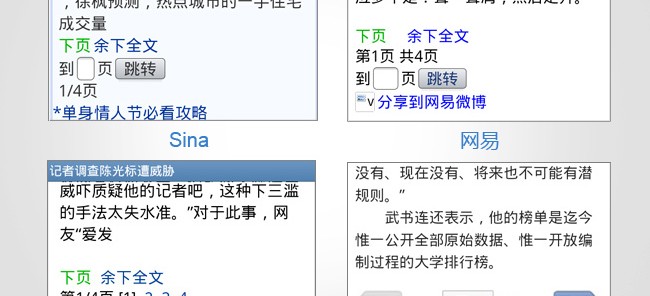 ，徐枫预测，热点城市的一手住宅
成交量
下页 余下全文
到 页 跳转
1/4页
*单身情人节必看攻略
Sina
下页 余下全文
第1页 共4页
到 页 跳转
v 分享到网易微博
网易
记者调查陈光标遭威胁
威吓质疑他的记者吧，这种下三滥
的手法太失水准。”对于此事，网
友“爱发
下页 余下全文
第1/4页 [1] 2 3 4
没有、现在没有、将来也不可能有潜
规则。”
武书连还表示，他的榜单是迄今
惟一公开全部原始数据、惟一开放编
制过程的大学排行榜。